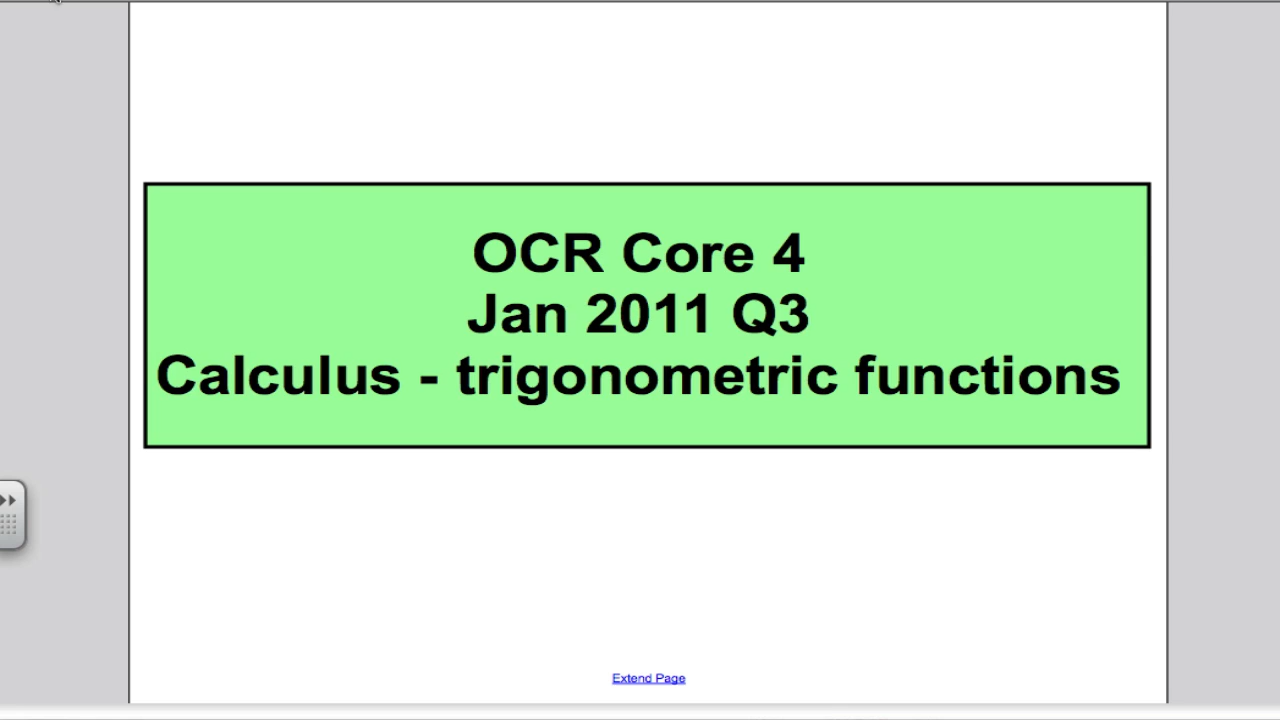 OCR Core 4
Jan 2011 Q3
Calculus - trigonometric functions
Extend Page